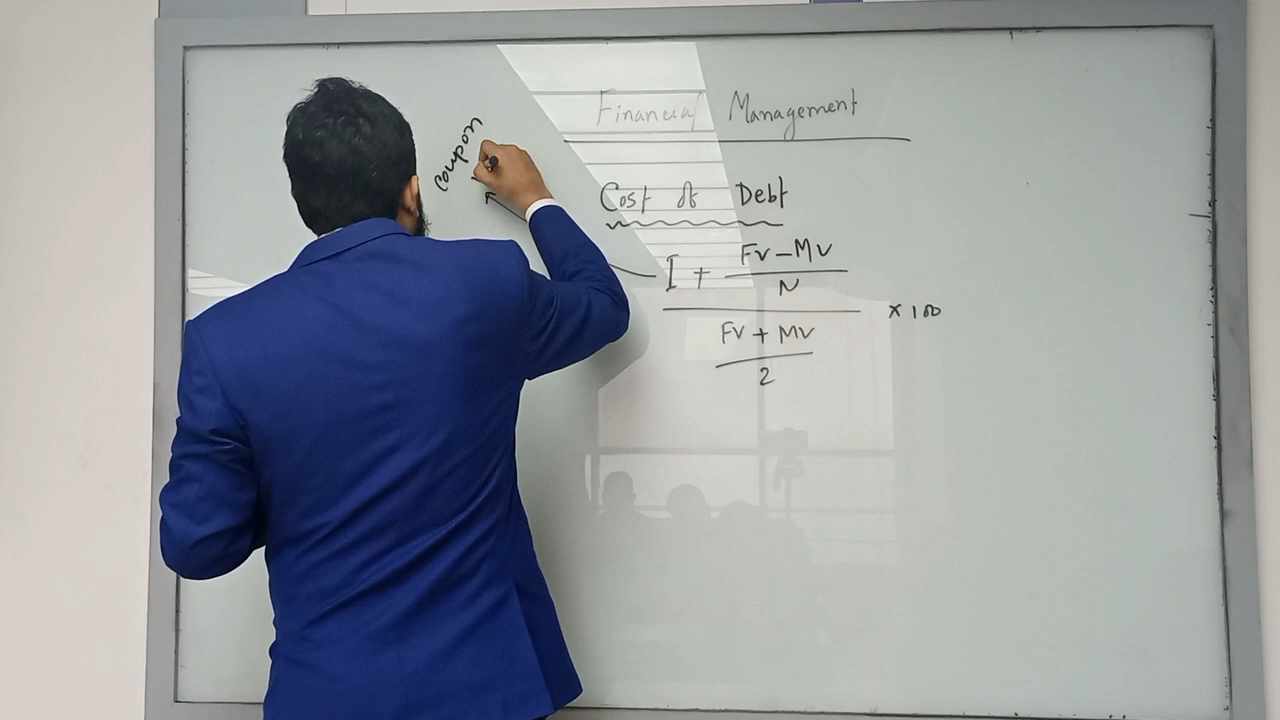 Financial Management
Cost of Debt
Coupon
I + Fv - Mv
N
x 100
Fv + Mv
2